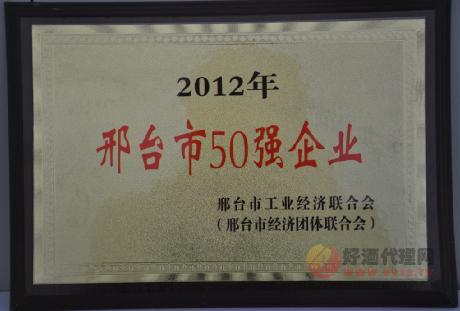 2012年
邢台市50强企业
邢台市工业经济联合会
(邢台市经济团体联合会)
好酒代理网